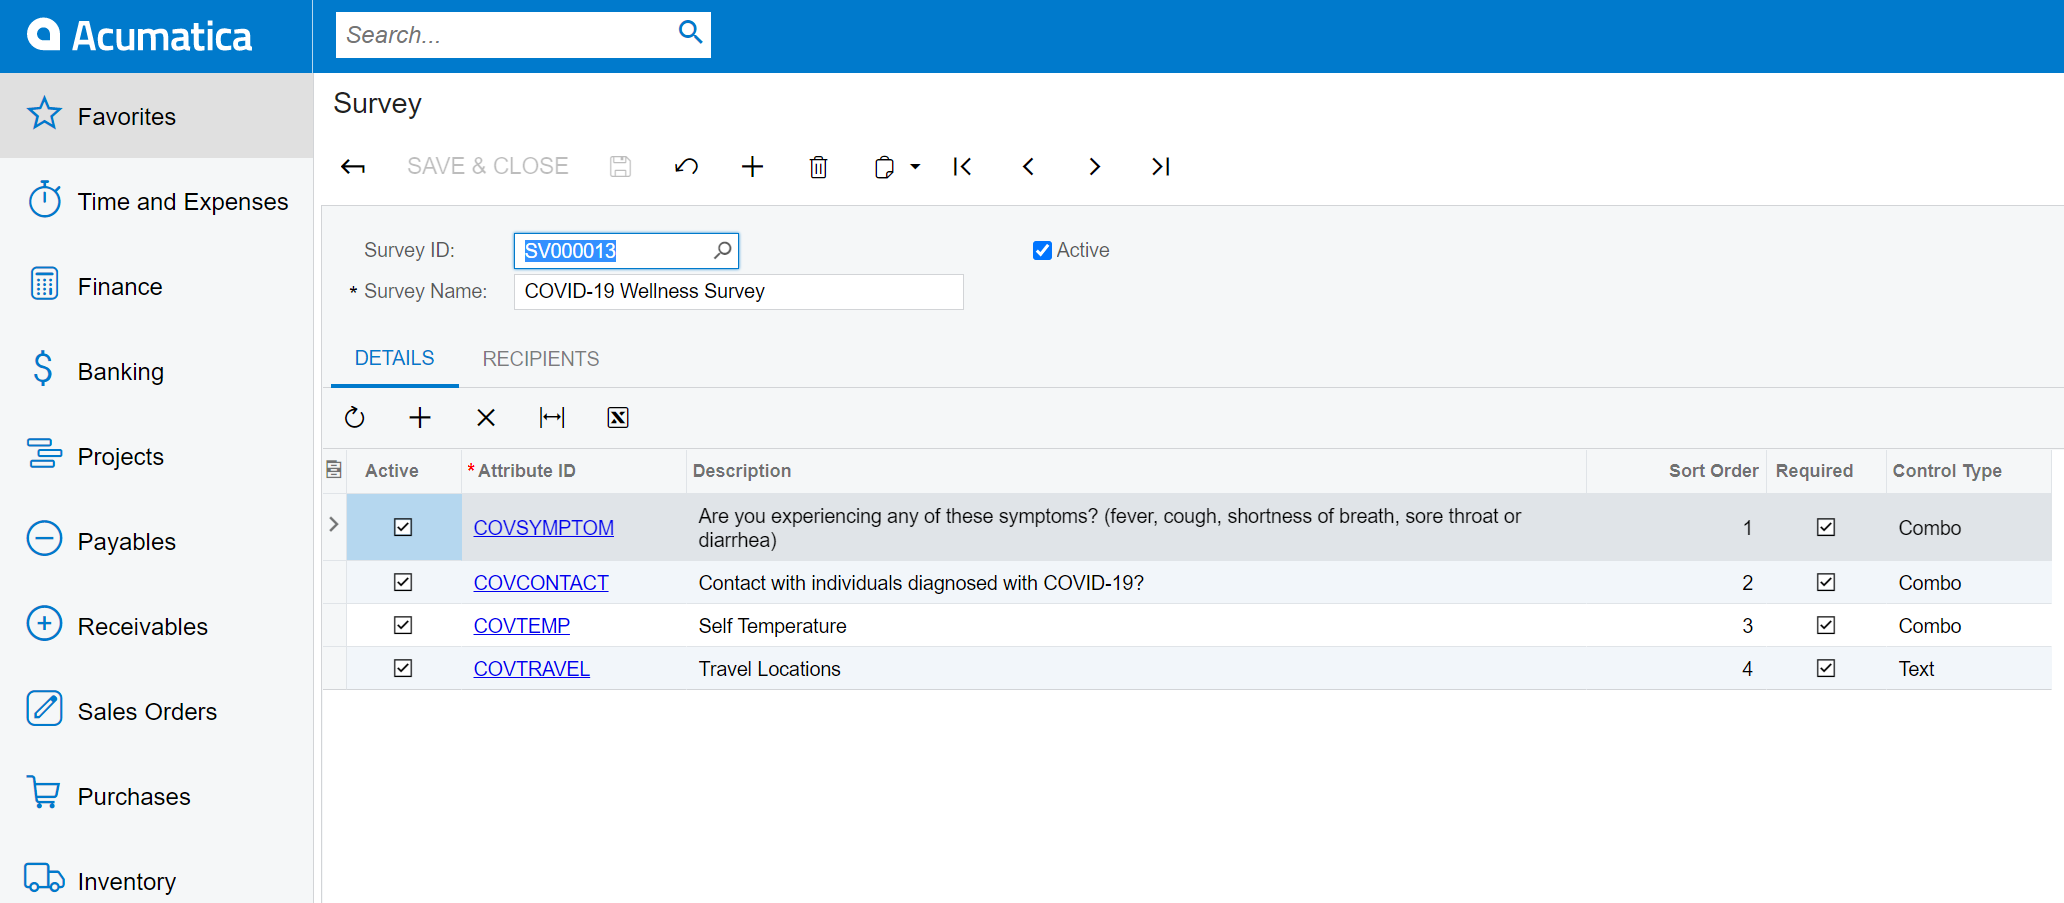 Acumatica
Search...
Favorites
Time and Expenses
Finance
Banking
Projects
Payables
Receivables
Sales Orders
Purchases
Inventory
Survey
SAVE & CLOSE
Survey ID: SV000013 Active
* Survey Name: COVID-19 Wellness Survey
DETAILS RECIPIENTS
Active * Attribute ID Description Sort Order Required Control Type
COVSYMPTOM Are you experiencing any of these symptoms? (fever, cough, shortness of breath, sore throat or
diarrhea) 1 Combo
COVCONTACT Contact with individuals diagnosed with COVID-19? 2 Combo
COVTEMP Self Temperature 3 Combo
COVTRAVEL Travel Locations 4 Text